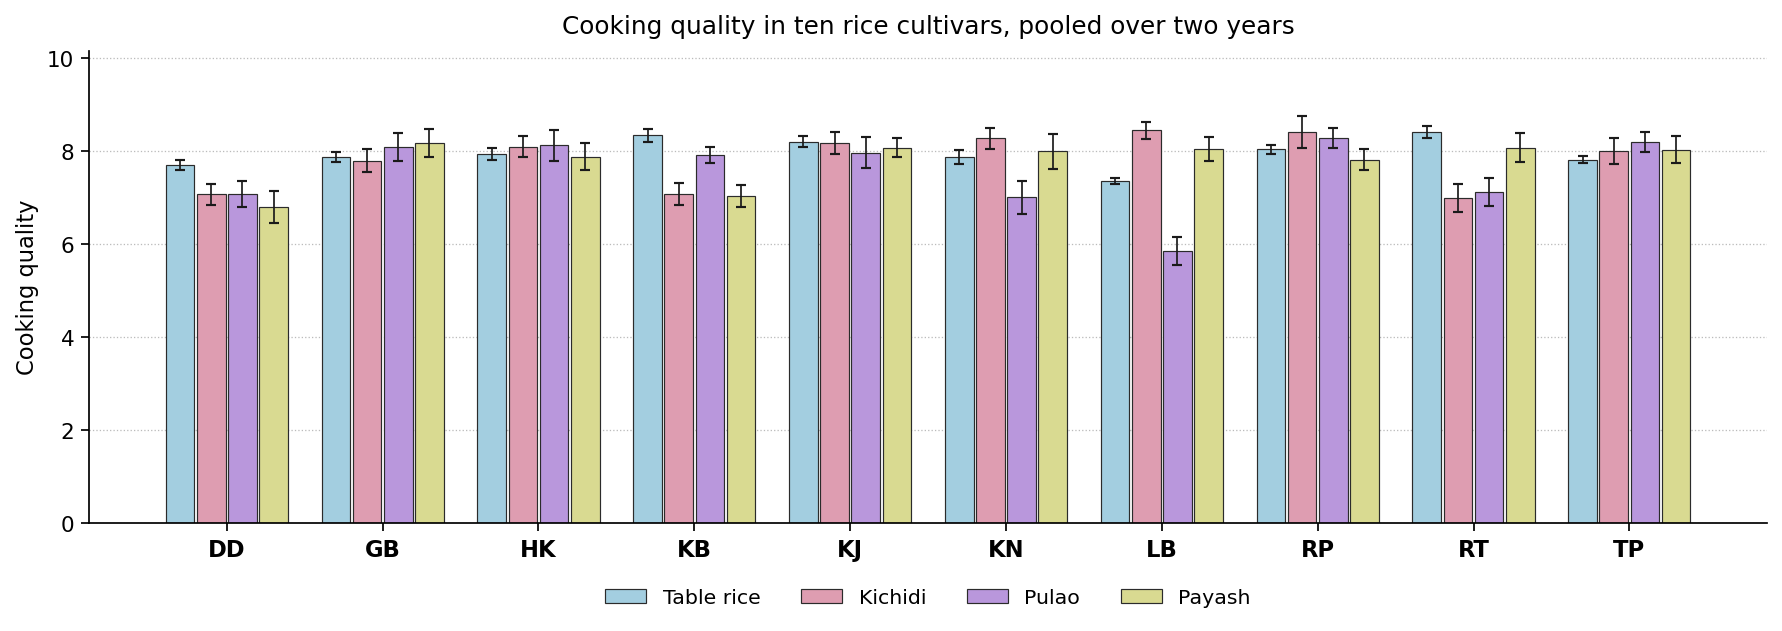 Cooking quality in ten rice cultivars, pooled over two years
Cooking quality
10
8
6
4
2
0
DD GB HK KB KJ KN LB RP RT TP
Table rice Kichidi Pulao Payash